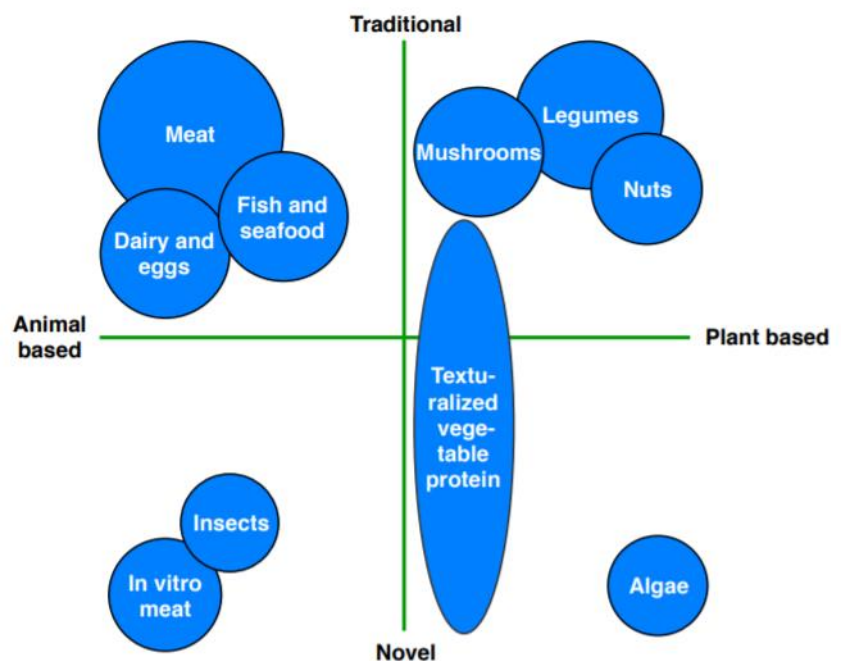 Traditional
Meat
Legumes
Mushrooms
Nuts
Fish and
seafood
Dairy and
eggs
Animal
based
Plant based
Textu-
ralized
vege-
table
protein
Insects
In vitro
meat
Algae
Novel